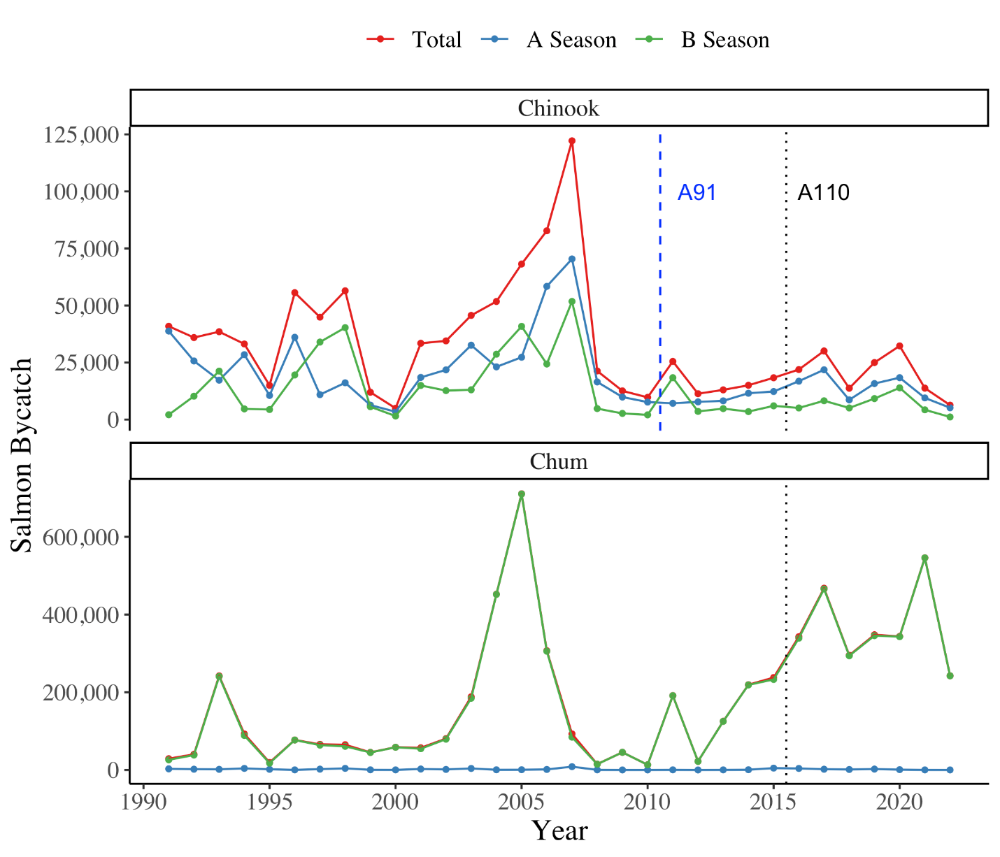 Total A Season B Season
Chinook
125,000
100,000
75,000
50,000
25,000
0
A91
A110
Salmon Bycatch
Chum
600,000
400,000
200,000
0
1990 1995 2000 2005 2010 2015 2020
Year